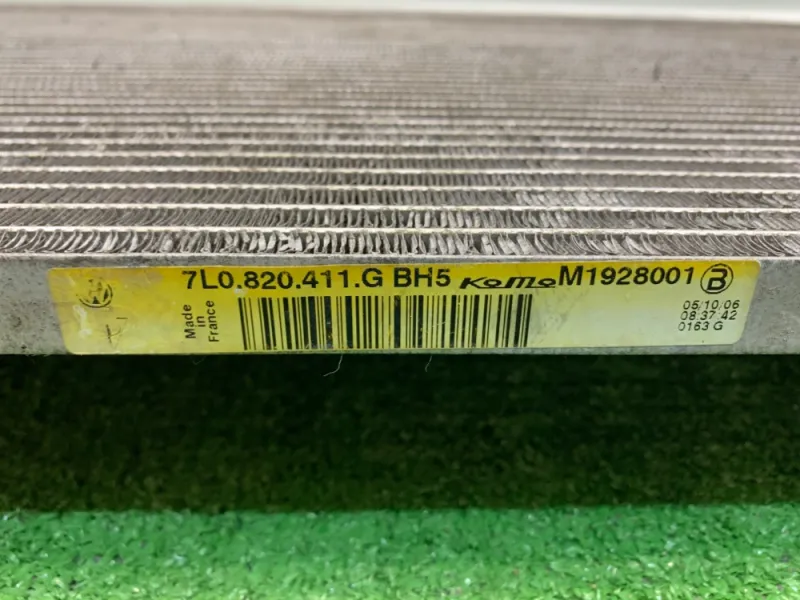 7L0.820.411.G BH5 KoMo M1928001 B
Made
in
France
05/10/06
08:37:42
0163 G